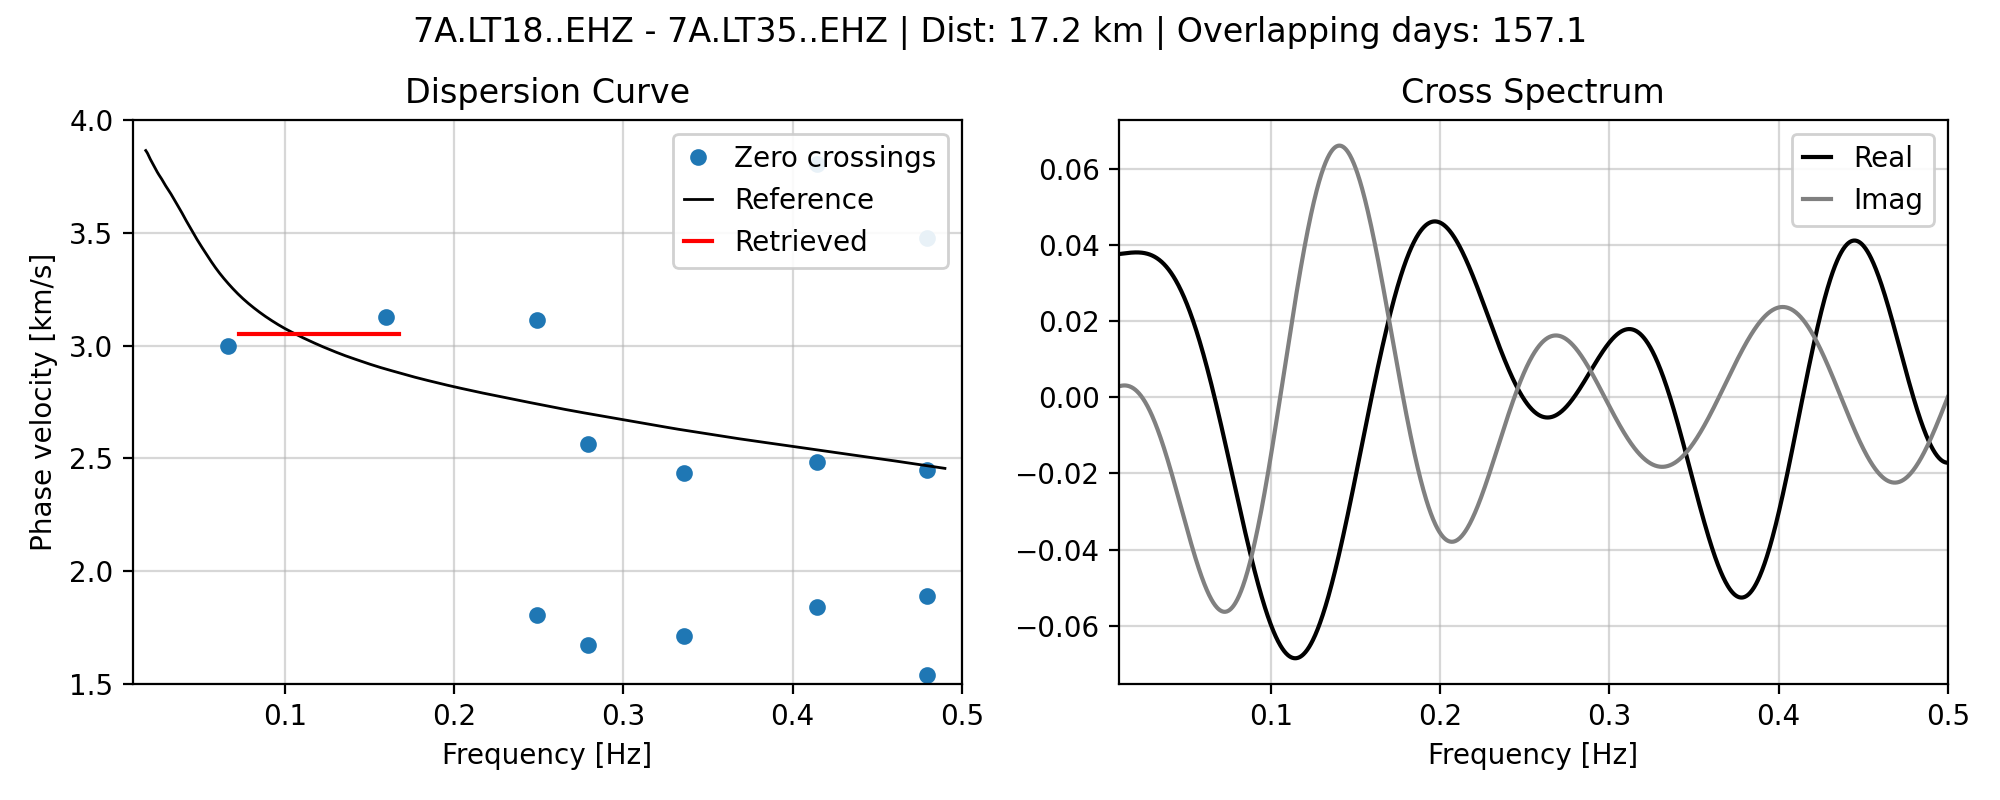 7A.LT18..EHZ - 7A.LT35..EHZ | Dist: 17.2 km | Overlapping days: 157.1
Dispersion Curve
4.0
3.5
3.0
2.5
2.0
1.5
Phase velocity [km/s]
Zero crossings
Reference
Retrieved
0.1 0.2 0.3 0.4 0.5
Frequency [Hz]
Cross Spectrum
0.06
0.04
0.02
0.00
−0.02
−0.04
−0.06
Real
Imag
0.1 0.2 0.3 0.4 0.5
Frequency [Hz]